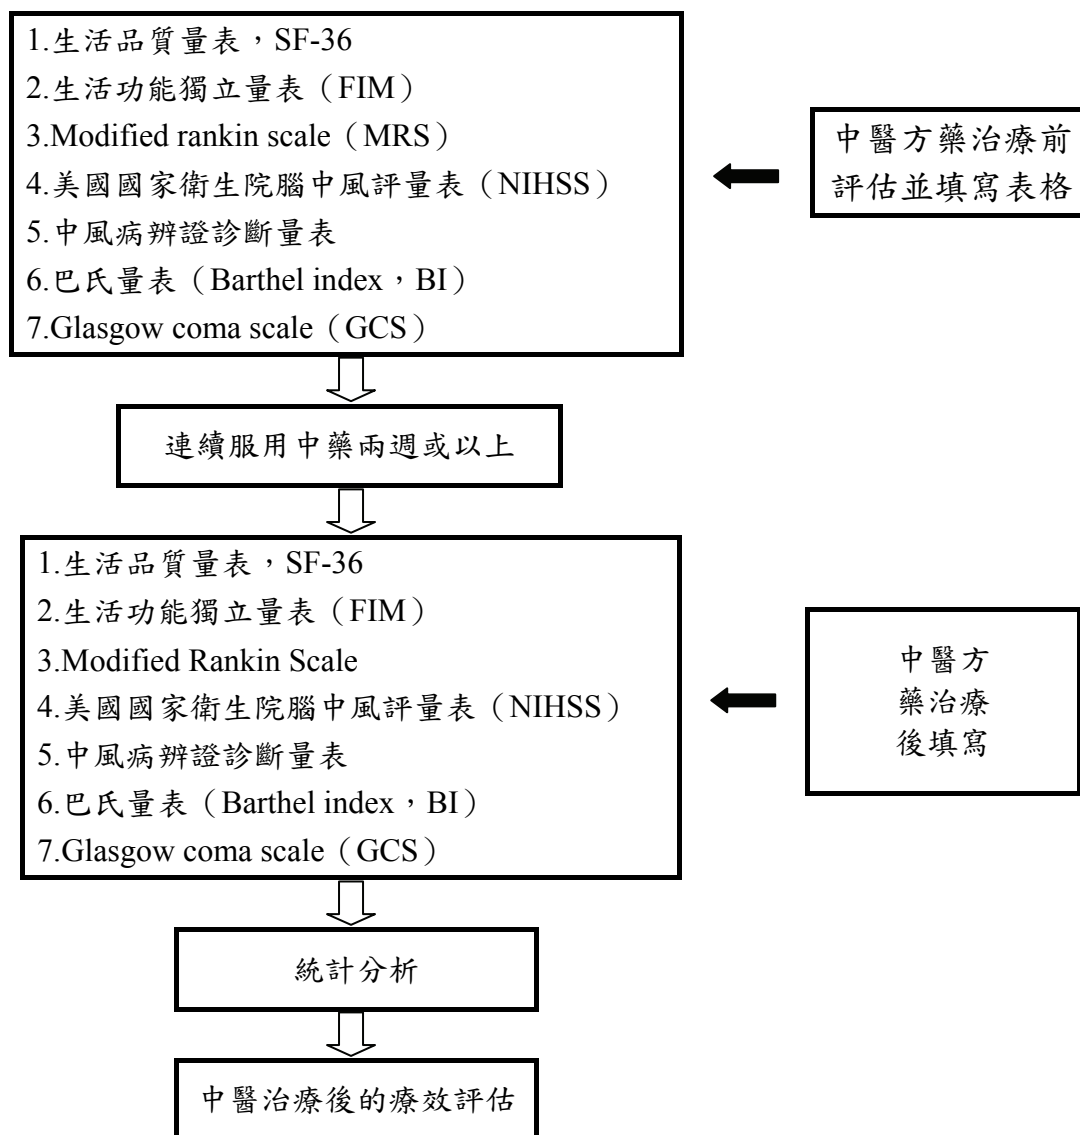 1.生活品質量表，SF-36
2.生活功能獨立量表（FIM）
3.Modified rankin scale（MRS）
4.美國國家衛生院腦中風評量表（NIHSS）
5.中風病辨證診斷量表
6.巴氏量表（Barthel index，BI）
7.Glasgow coma scale（GCS）
中醫方藥治療前
評估並填寫表格
連續服用中藥兩週或以上
1.生活品質量表，SF-36
2.生活功能獨立量表（FIM）
3.Modified Rankin Scale
4.美國國家衛生院腦中風評量表（NIHSS）
5.中風病辨證診斷量表
6.巴氏量表（Barthel index，BI）
7.Glasgow coma scale（GCS）
中醫方
藥治療
後填寫
統計分析
中醫治療後的療效評估